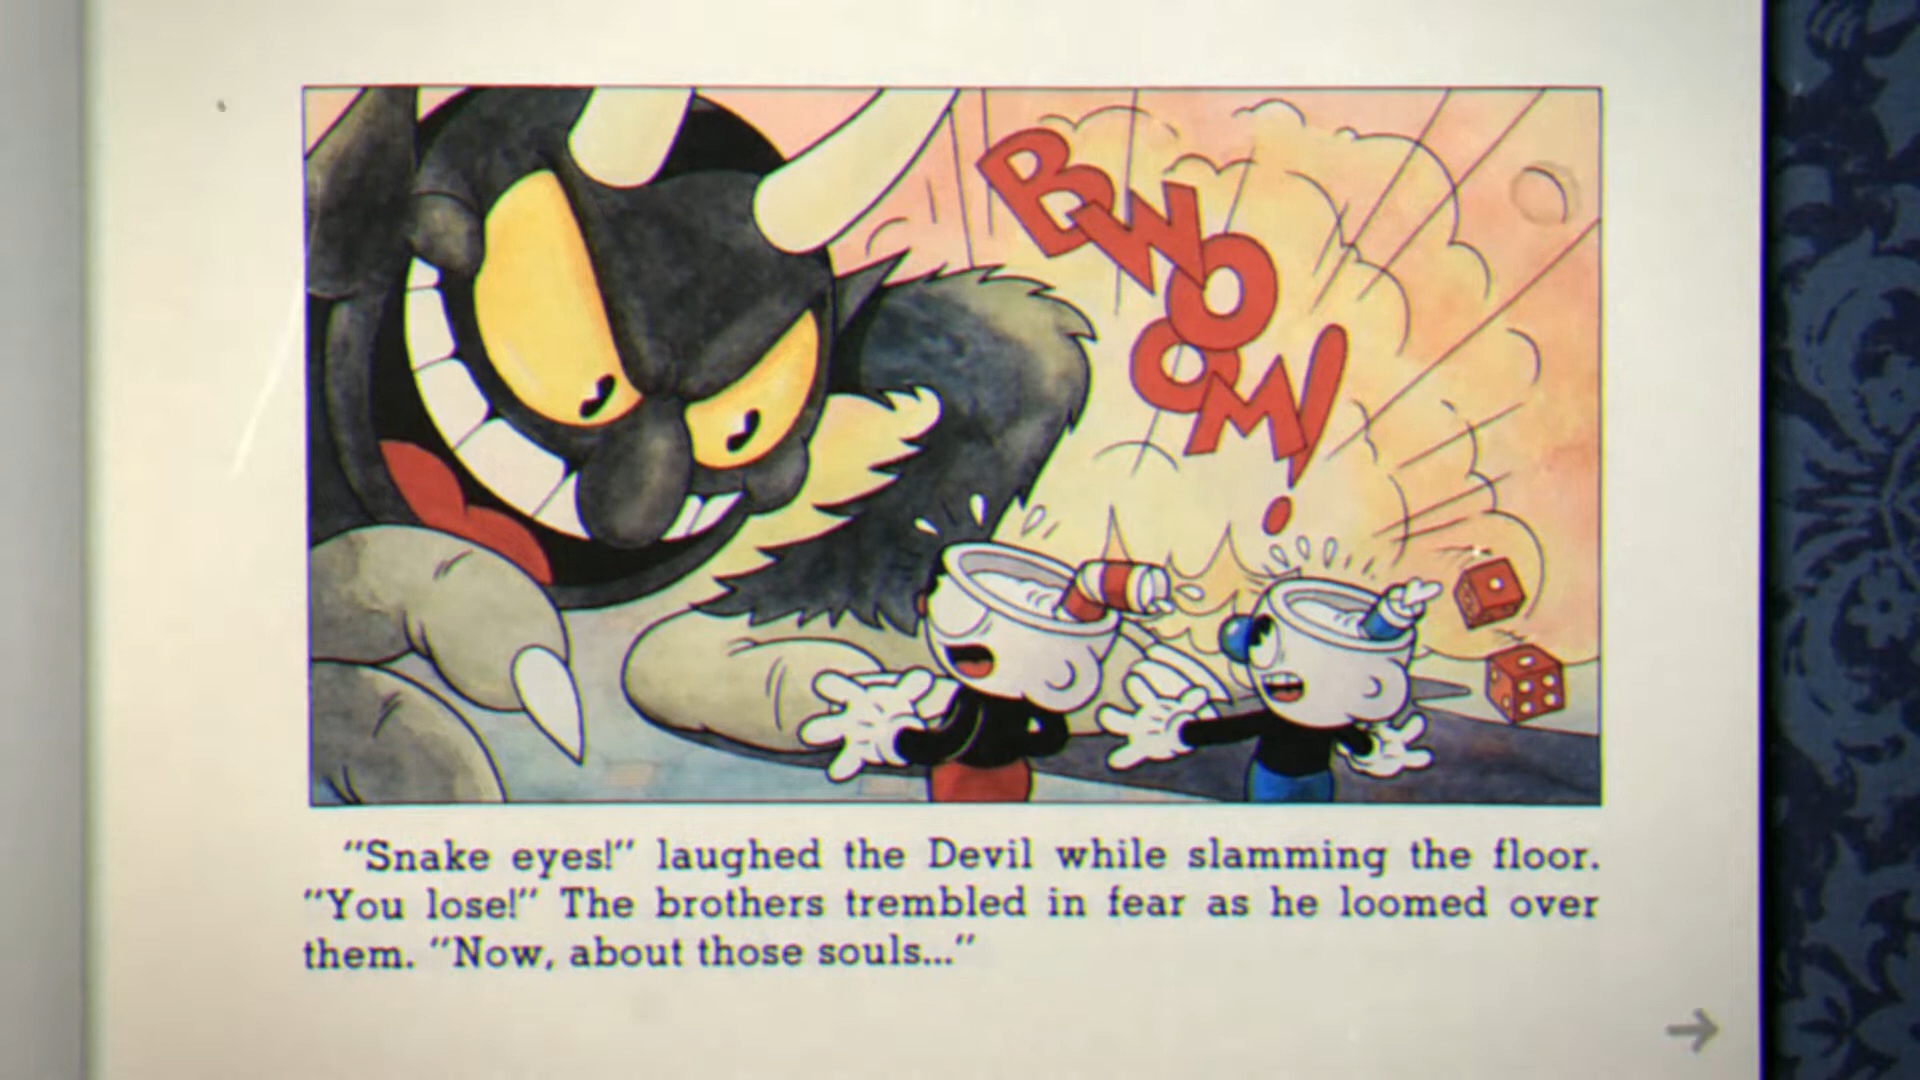 BWOOM!
“Snake eyes!” laughed the Devil while slamming the floor.
“You lose!” The brothers trembled in fear as he loomed over
them. “Now, about those souls...”